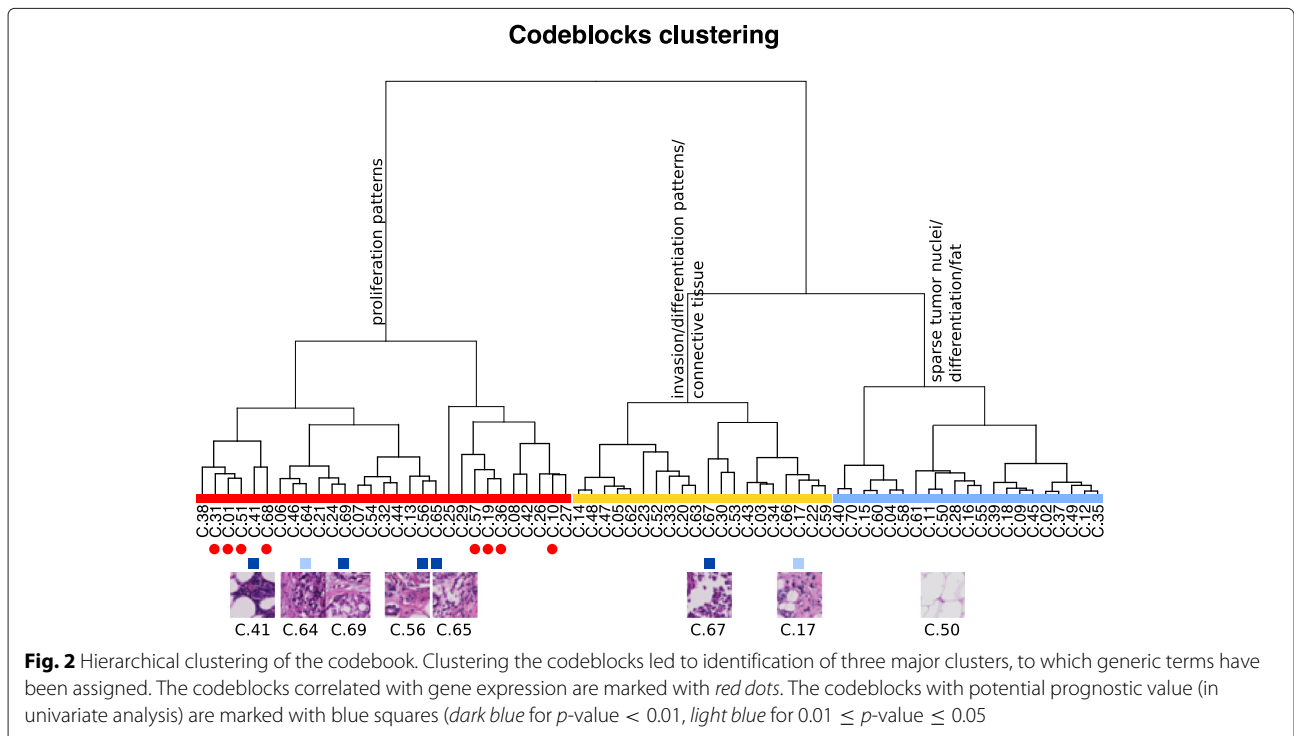 Codeblocks clustering
proliferation patterns
invasion/differentiation patterns/
connective tissue
sparse tumor nuclei/
differentiation/fat
C.38
C.31
C.01
C.51
C.41
C.68
C.06
C.46
C.64
C.21
C.24
C.69
C.07
C.54
C.32
C.44
C.13
C.56
C.65
C.25
C.29
C.57
C.19
C.36
C.08
C.42
C.26
C.10
C.27
C.14
C.48
C.47
C.05
C.62
C.23
C.52
C.33
C.20
C.63
C.67
C.30
C.53
C.43
C.03
C.34
C.66
C.17
C.22
C.59
C.40
C.70
C.15
C.60
C.04
C.58
C.61
C.11
C.50
C.28
C.16
C.55
C.39
C.18
C.09
C.45
C.02
C.37
C.49
C.12
C.35
C.41 C.64 C.69 C.56 C.65 C.67 C.17 C.50
Fig. 2 Hierarchical clustering of the codebook. Clustering the codeblocks led to identification of three major clusters, to which generic terms have
been assigned. The codeblocks correlated with gene expression are marked with red dots. The codeblocks with potential prognostic value (in
univariate analysis) are marked with blue squares (dark blue for p-value < 0.01, light blue for 0.01 ≤ p-value ≤ 0.05